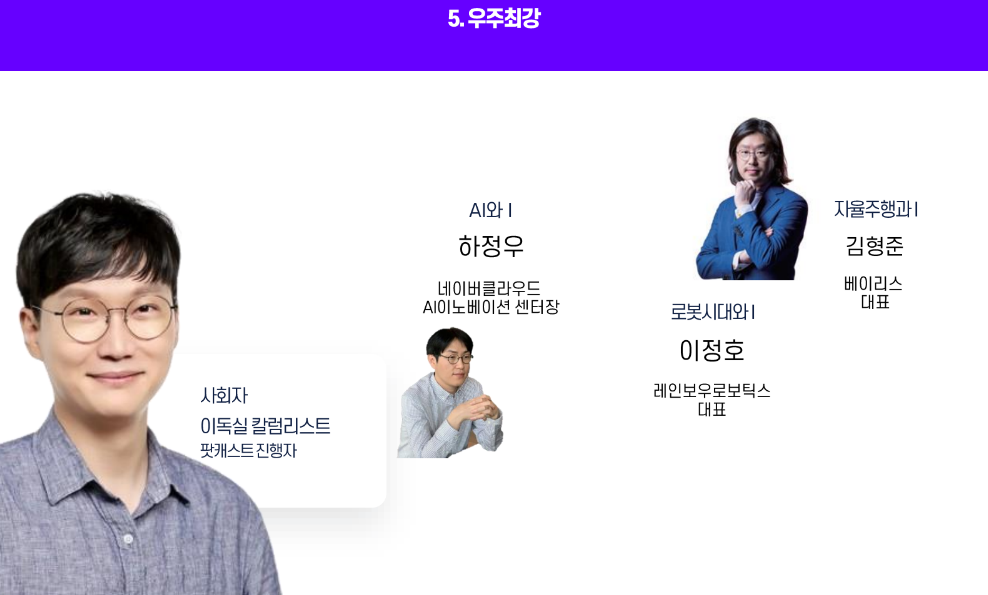 5. 우주최강
AI와 I
하정우
네이버클라우드
AI이노베이션 센터장
자율주행과 I
김형준
베이리스
대표
로봇시대와 I
이정호
레인보우로보틱스
대표
사회자
이독실 칼럼리스트
팟캐스트 진행자